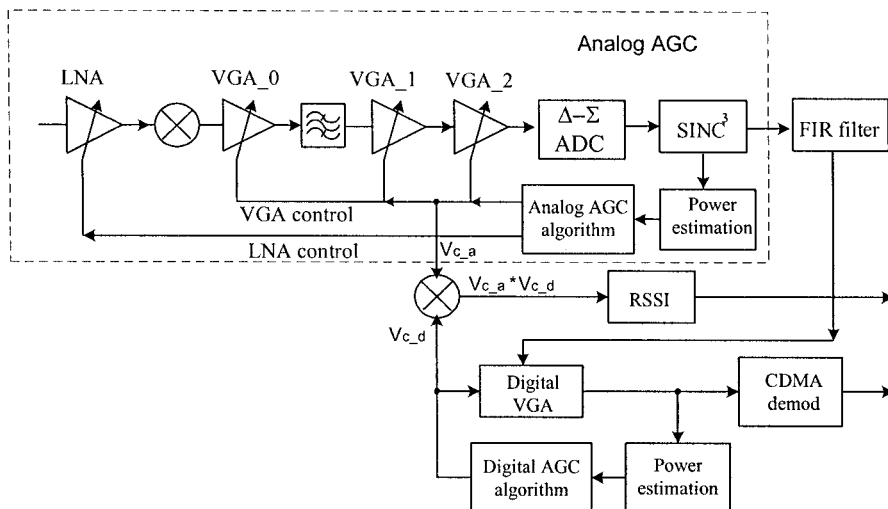 Analog AGC
LNA
VGA_0
VGA_1
VGA_2
Δ–Σ
ADC
SINC³
FIR filter
VGA control
Analog AGC
algorithm
Power
estimation
LNA control
Vc_a
Vc_a *Vc_d
RSSI
Vc_d
Digital
VGA
CDMA
demod
Digital AGC
algorithm
Power
estimation